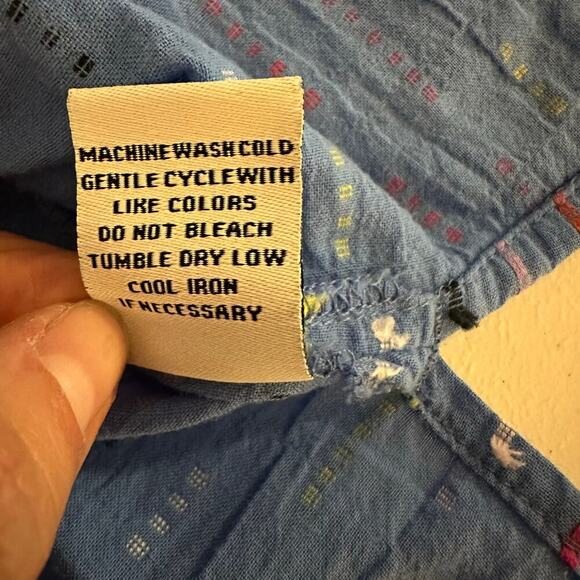 MACHINE WASH COLD
GENTLE CYCLE WITH
LIKE COLORS
DO NOT BLEACH
TUMBLE DRY LOW
COOL IRON
IF NECESSARY